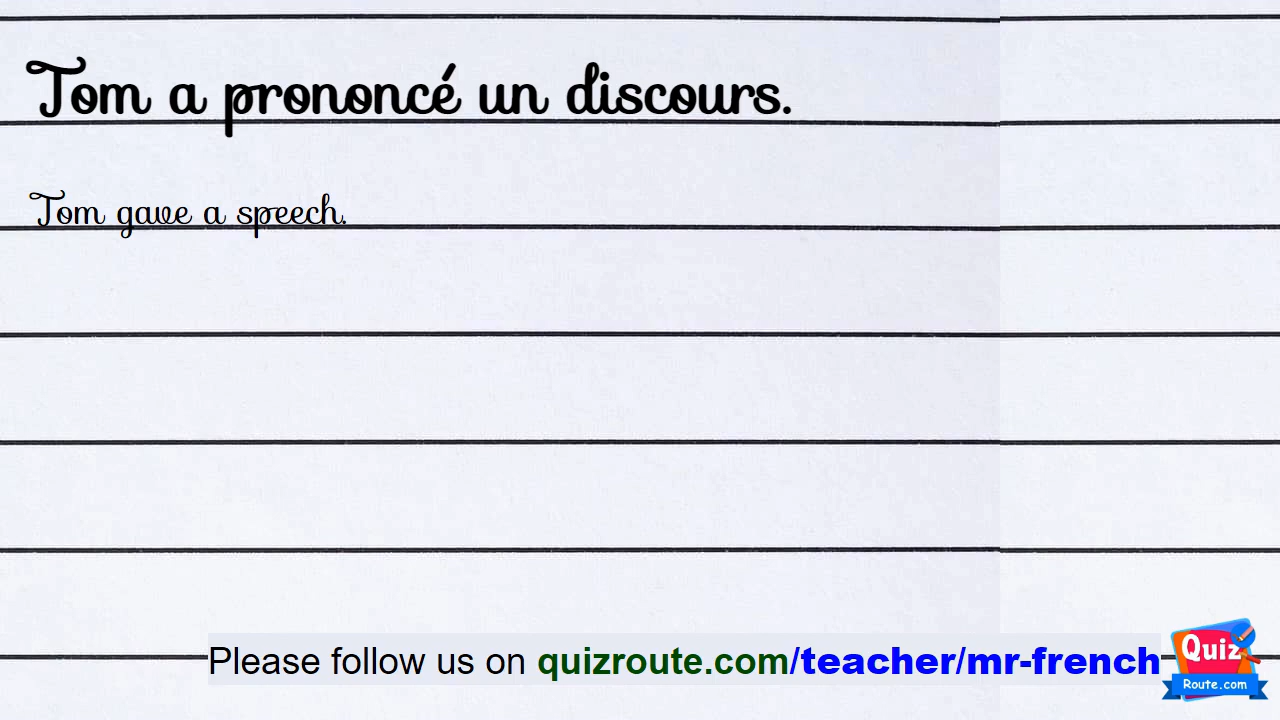 Tom a prononcé un discours.
Tom gave a speech.
Please follow us on quizroute.com/teacher/mr-french
Quiz
Route.com